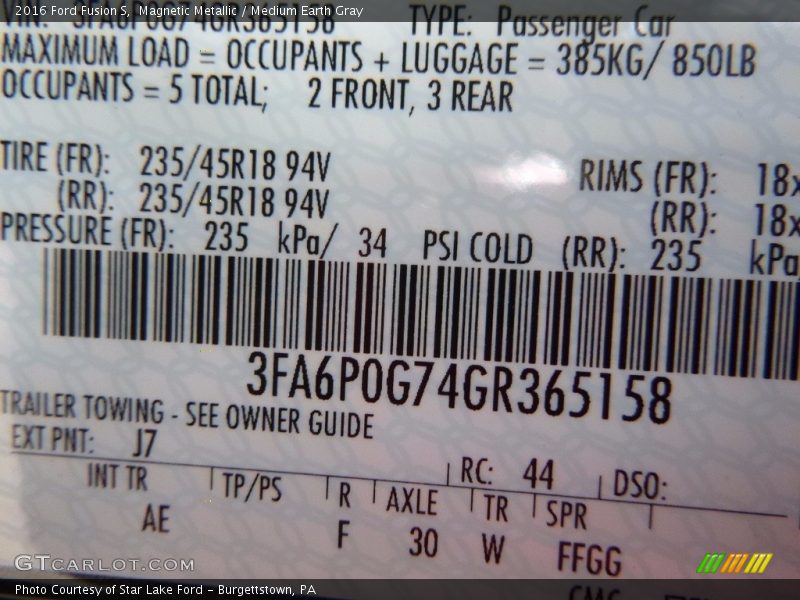 2016 Ford Fusion S, Magnetic Metallic / Medium Earth Gray
VIN: 3FA6P0G74GR365158 TYPE: Passenger Car
MAXIMUM LOAD = OCCUPANTS + LUGGAGE = 385KG/ 850LB
OCCUPANTS = 5 TOTAL; 2 FRONT, 3 REAR
TIRE (FR): 235/45R18 94V RIMS (FR): 18x
(RR): 235/45R18 94V (RR): 18x
PRESSURE (FR): 235 kPa/ 34 PSI COLD (RR): 235 kPa
3FA6P0G74GR365158
TRAILER TOWING - SEE OWNER GUIDE
EXT PNT: J7 RC: 44 DSO:
INT TR TP/PS R AXLE TR SPR
AE F 30 W FFGG
GTCARLOT.COM
Photo Courtesy of Star Lake Ford - Burgettstown, PA